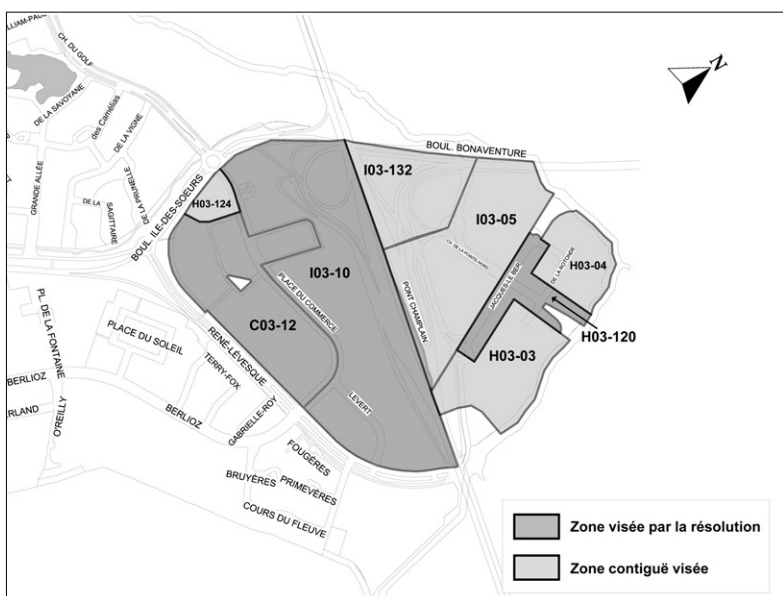 LLIAM-PAU
CH. DU GOLF
DE LA SAVOYANE
des Camélias
DE LA VIGNE
GRANDE ALLÉE
DE LA PRUNELLE
DE LA
SAGITTAIRE
BOUL. ILE-DES-SOEURS
H03-124
N
BOUL. BONAVENTURE
I03-132
I03-05
CH. DE LA POINTE-NORD
JACQUES-LE BER
DE LA ROTONDE
H03-04
H03-120
H03-03
PONT CHAMPLAIN
I03-10
PLACE DU COMMERCE
C03-12
LEVERT
PL. DE LA FONTAINE
PLACE DU SOLEIL
RENÉ-LÉVESQUE
TERRY-FOX
BERLIOZ
BERLIOZ
GABRIELLE-ROY
ERLAND
O'REILLY
FOUGÈRES
BRUYÈRES
PRIMEVÈRES
COURS DU FLEUVE
Zone visée par la résolution
Zone contiguë visée